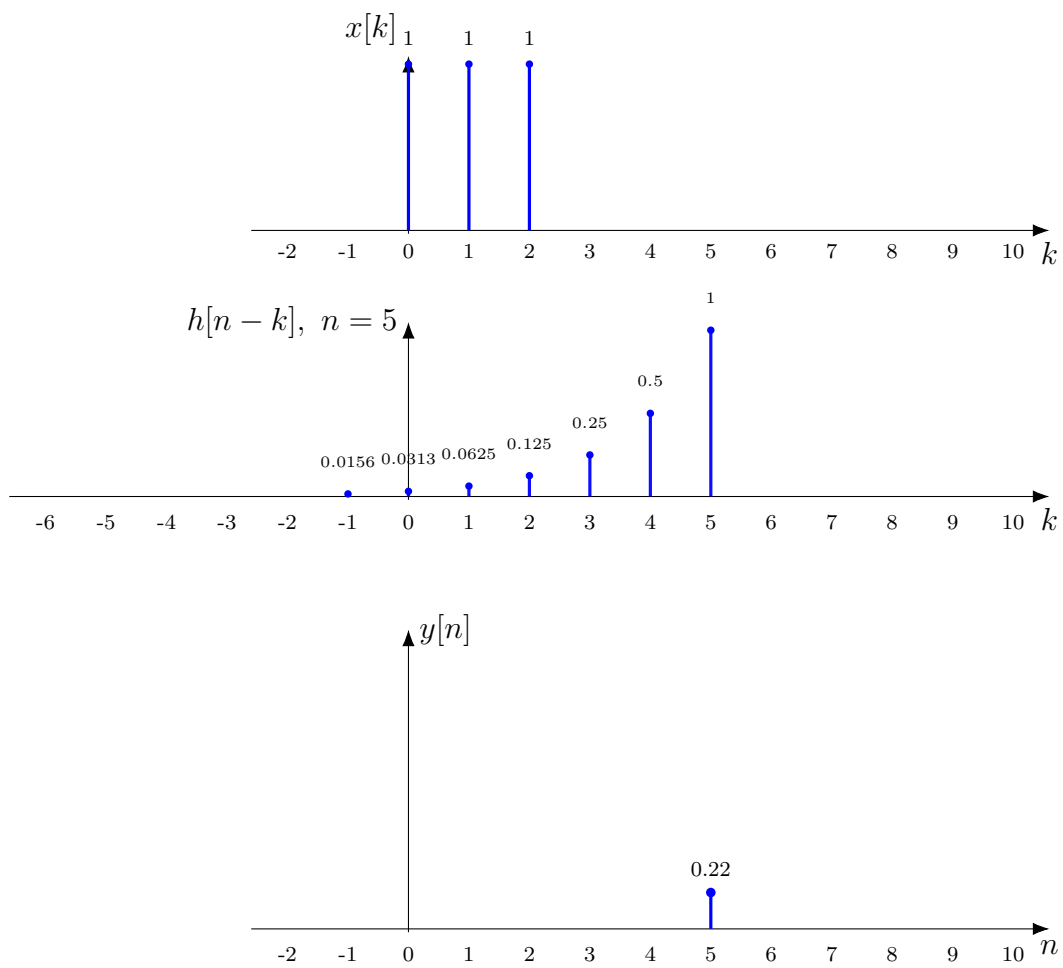 x[k]
1 1 1
-2 -1 0 1 2 3 4 5 6 7 8 9 10
k
1
h[n − k], n = 5
0.5
0.25
0.125
0.0156 0.0313 0.0625
-6 -5 -4 -3 -2 -1 0 1 2 3 4 5 6 7 8 9 10
k
y[n]
0.22
-2 -1 0 1 2 3 4 5 6 7 8 9 10
n